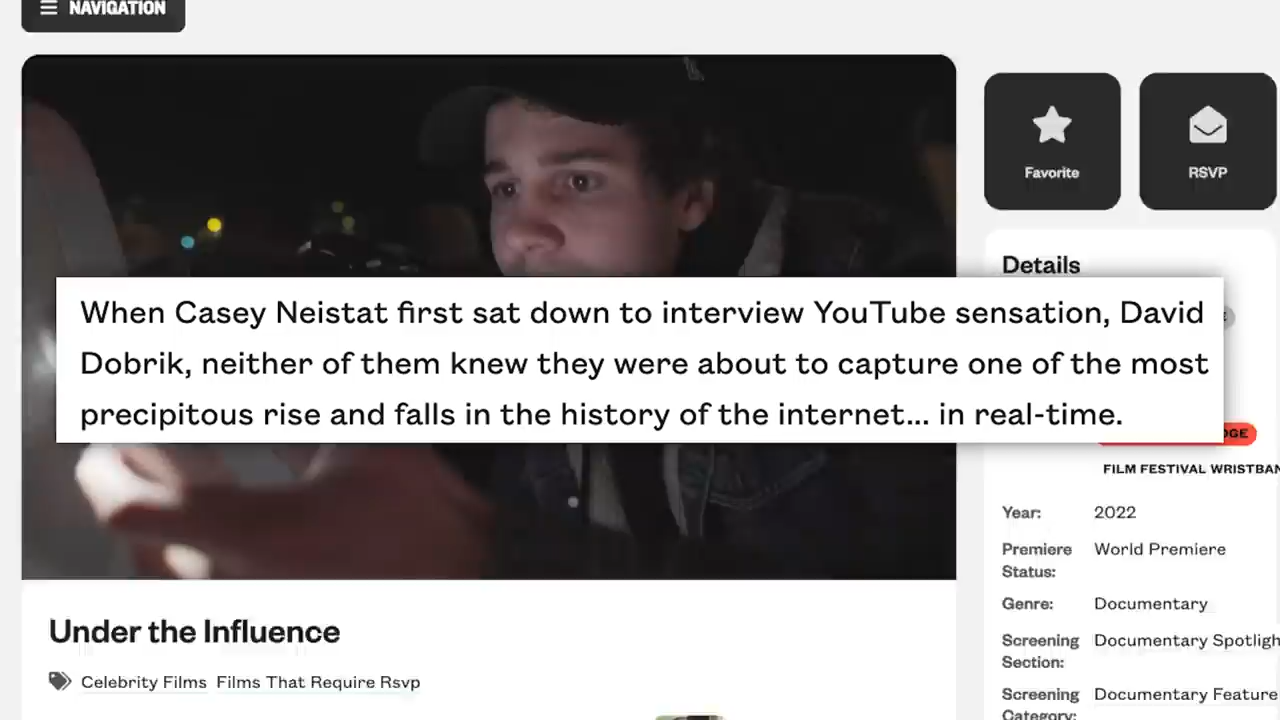 NAVIGATION
Favorite
RSVP
Details
When Casey Neistat first sat down to interview YouTube sensation, David
Dobrik, neither of them knew they were about to capture one of the most
precipitous rise and falls in the history of the internet... in real-time.
FILM FESTIVAL
Year: 2022
Premiere Status: World Premiere
Genre: Documentary
Screening Section: Documentary
Screening Category: Documentary Feature
Under the Influence
Celebrity Films Films That Require Rsvp